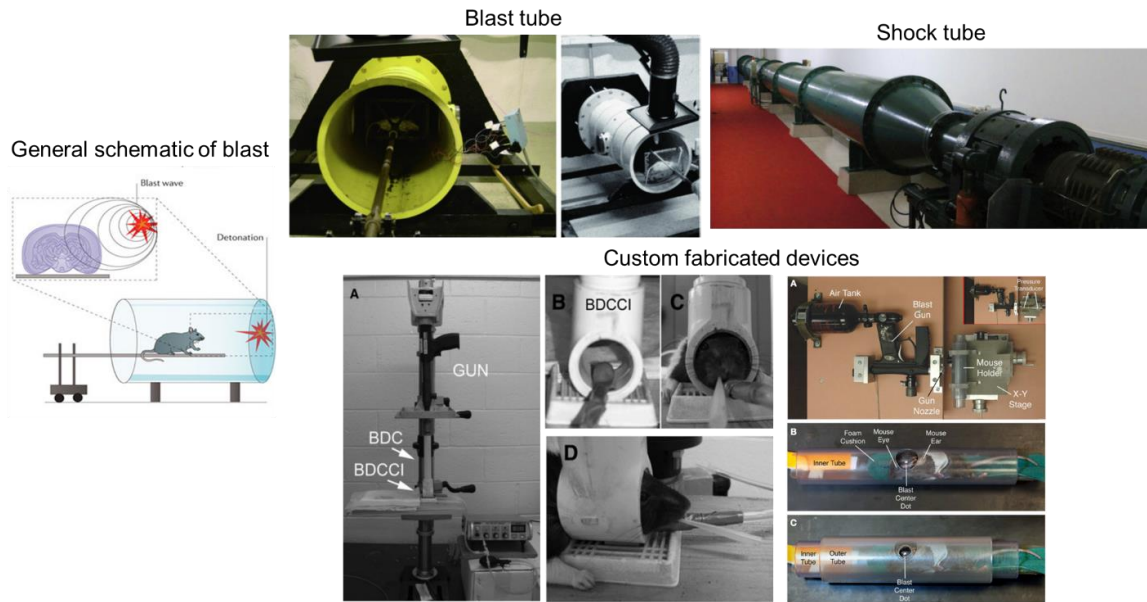 Blast tube
Shock tube
General schematic of blast
Blast wave
Detonation
Custom fabricated devices
A
GUN
BDC
BDCCI
B
BDCCI
C
D
A
Air Tank
Blast
Gun
Pressure
Transducer
Mouse
Holder
Gun
Nozzle
X-Y
Stage
B
Foam
Cushion
Mouse
Eye
Mouse
Ear
Inner Tube
Blast
Center
Dot
C
Inner
Tube
Outer
Tube
Blast
Center
Dot